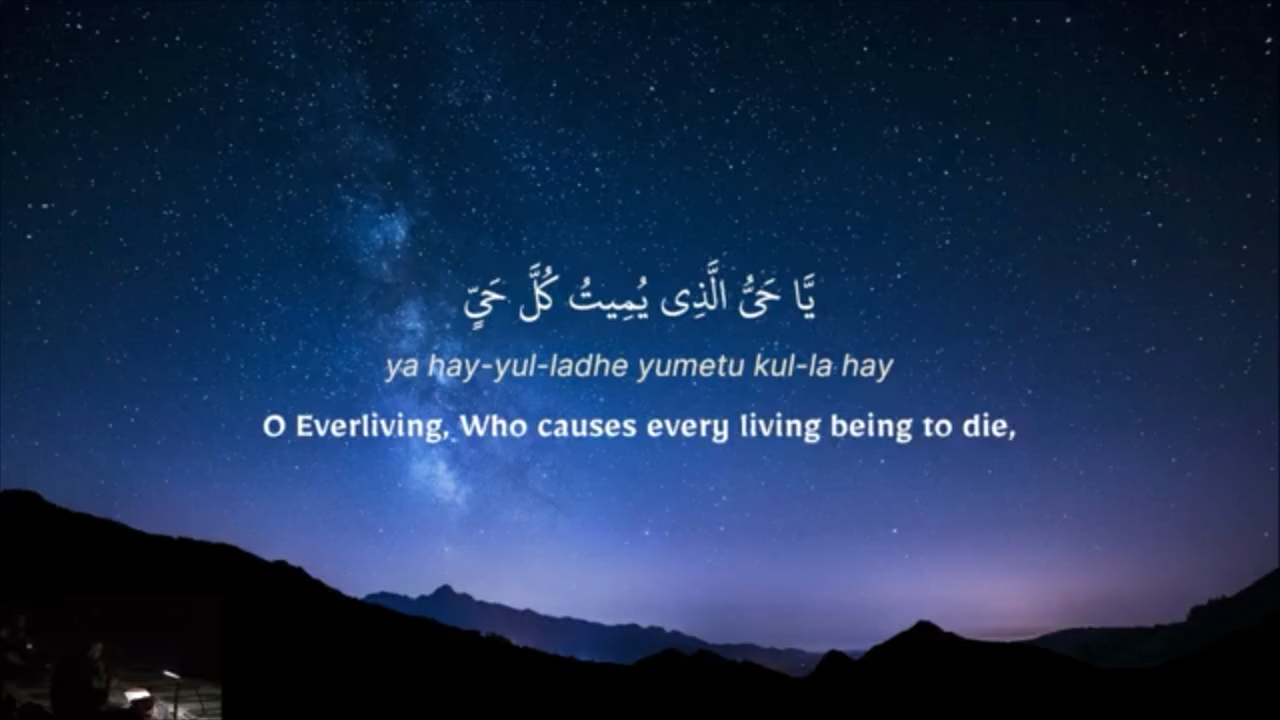 يَّا حَيُّ الَّذِى يُمِيتُ كُلَّ حَيٍّ
ya hay-yul-ladhe yumetu kul-la hay
O Everliving, Who causes every living being to die,